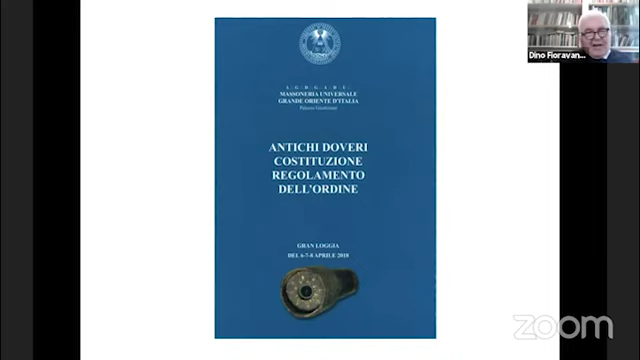 A∴G∴D∴G∴A∴D∴U∴
MASSONERIA UNIVERSALE
GRANDE ORIENTE D'ITALIA
Palazzo Giustiniani
ANTICHI DOVERI
COSTITUZIONE
REGOLAMENTO
DELL'ORDINE
GRAN LOGGIA
DEL 6-7-8 APRILE 2018
Dino Fioravan...
zoom